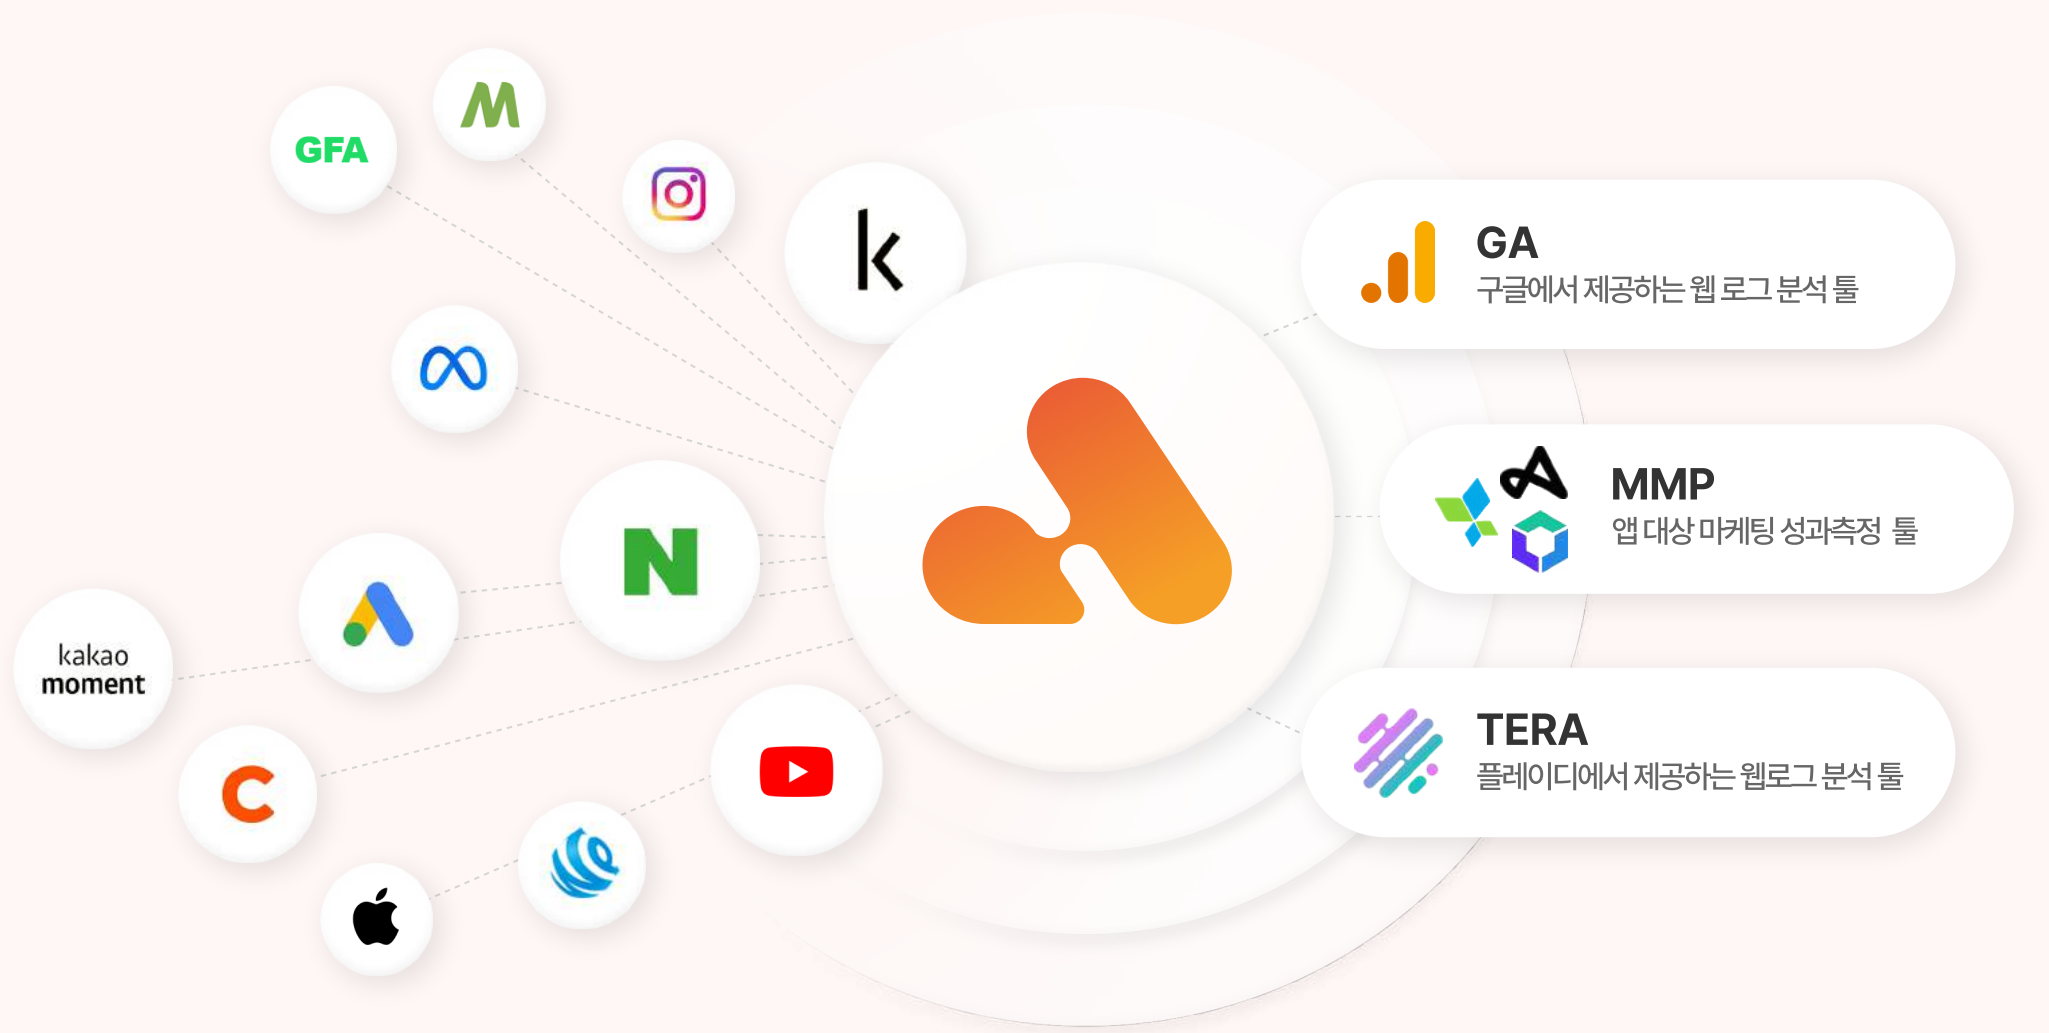 GFA
M
k
N
kakao
moment
C
GA
구글에서 제공하는 웹 로그 분석 툴
MMP
앱 대상 마케팅 성과측정 툴
TERA
플레이디에서 제공하는 웹로그 분석 툴